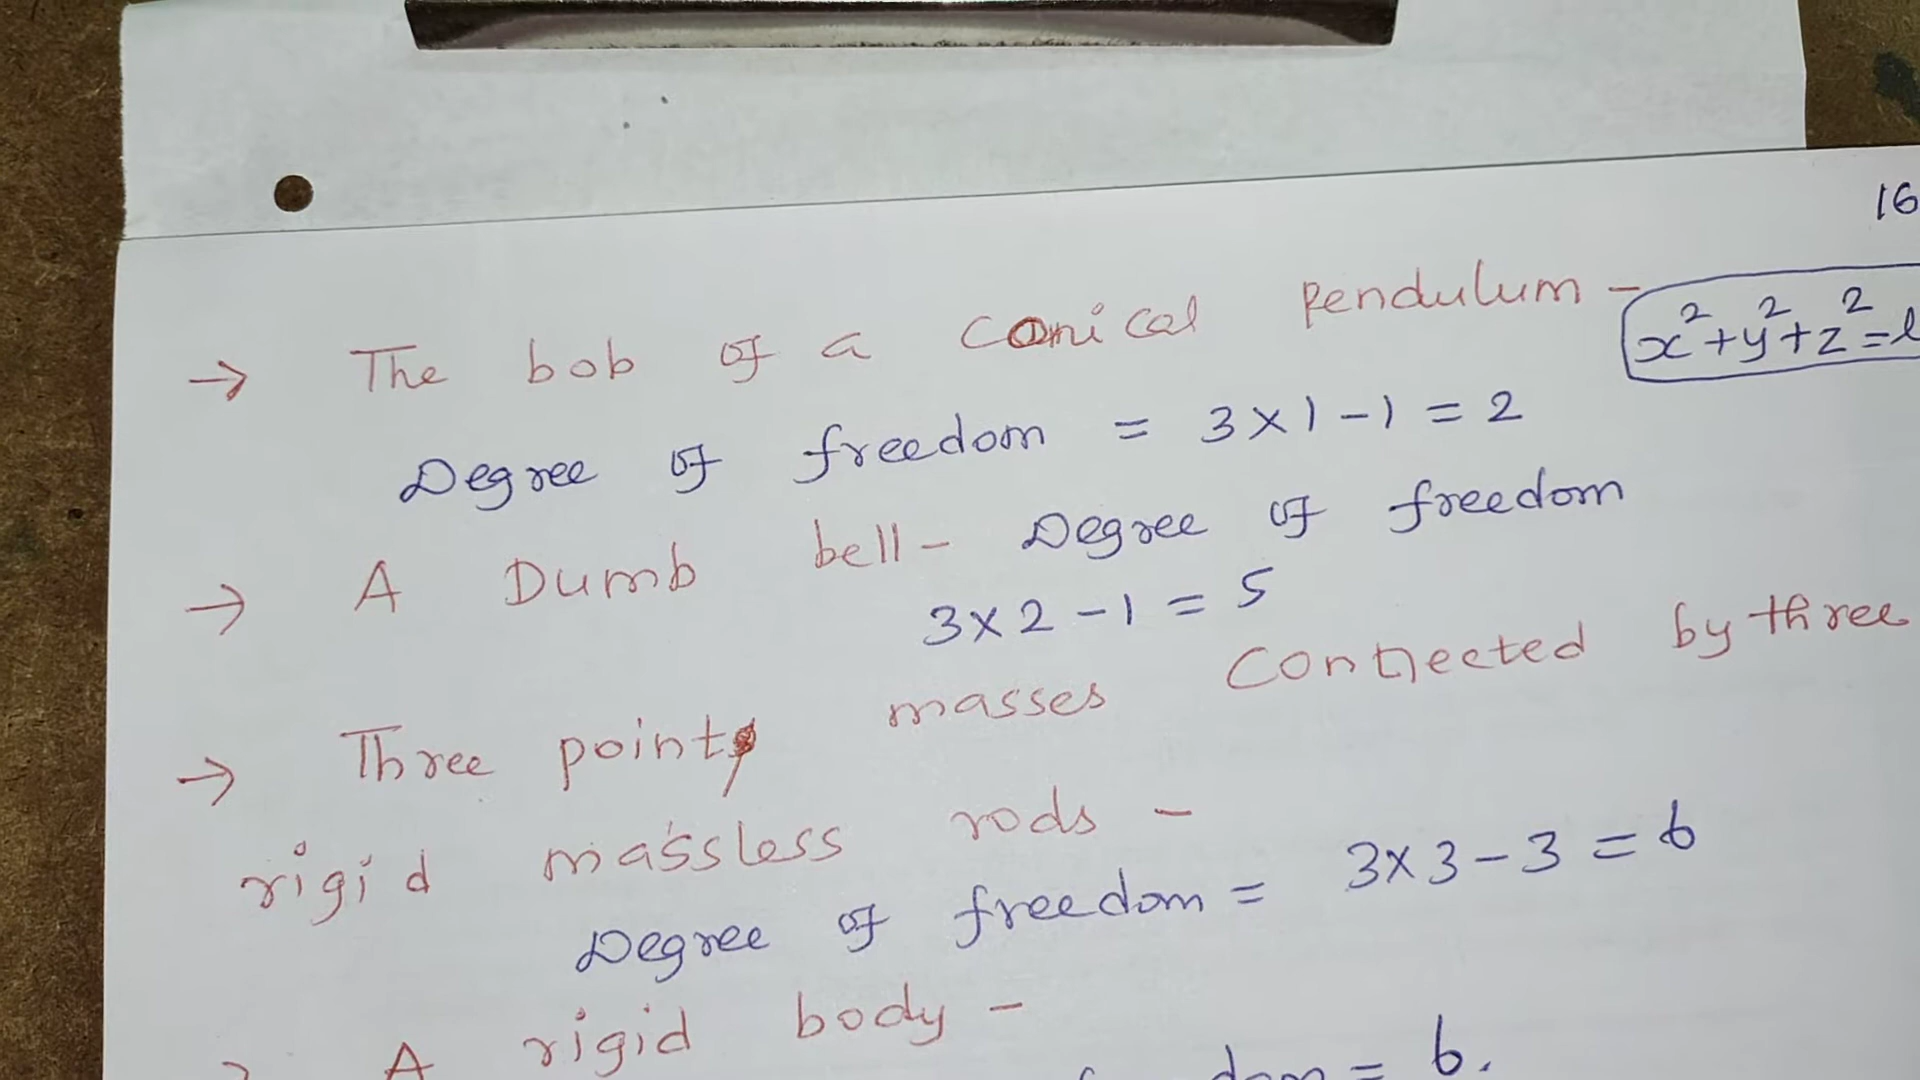 16
→ The bob of a Conical Pendulum - x²+y²+z²=l
Degree of freedom = 3×1-1=2
→ A Dumb bell - Degree of freedom
3×2-1=5
→ Three point masses Connected by three
rigid massless rods -
Degree of freedom = 3×3-3=6
A rigid body -
= 6.